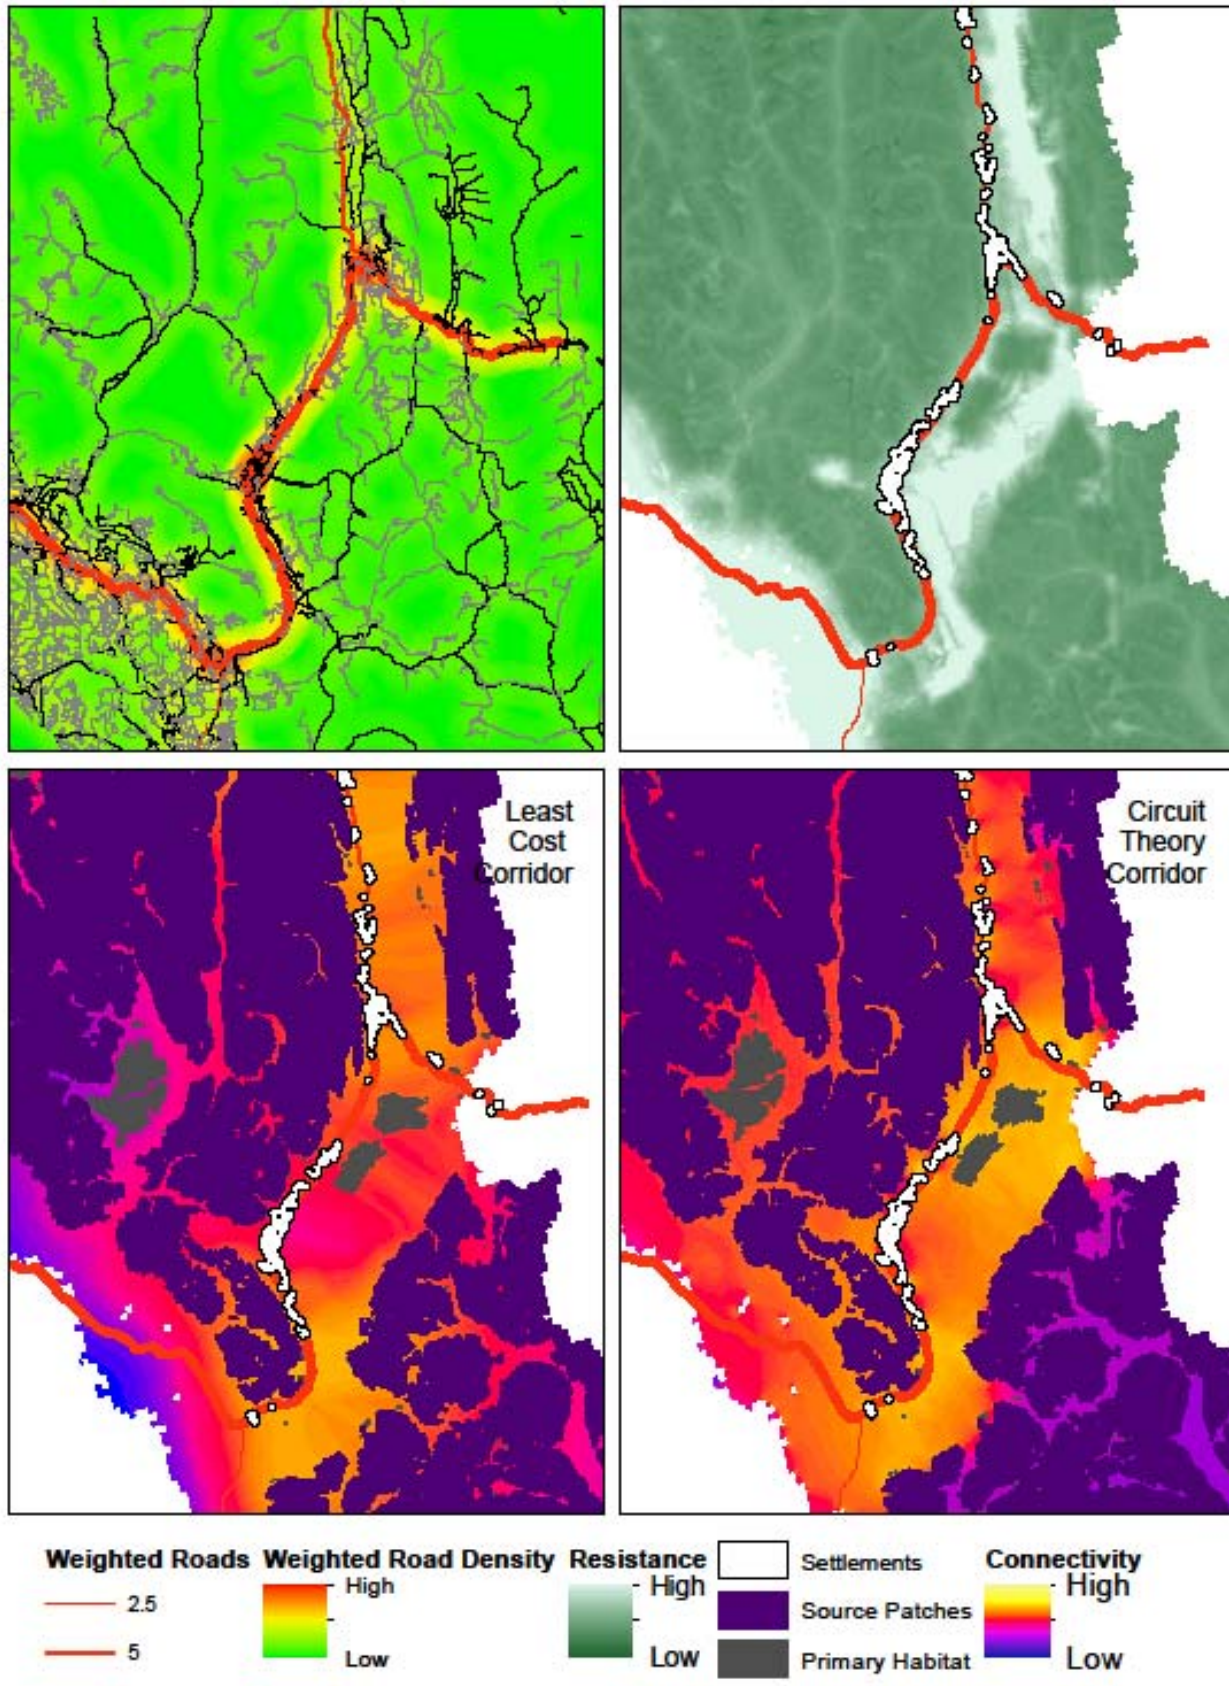 Least
Cost
Corridor
Circuit
Theory
Corridor
Weighted Roads
2.5
5
Weighted Road Density
High
Low
Resistance
High
Low
Settlements
Source Patches
Primary Habitat
Connectivity
High
Low